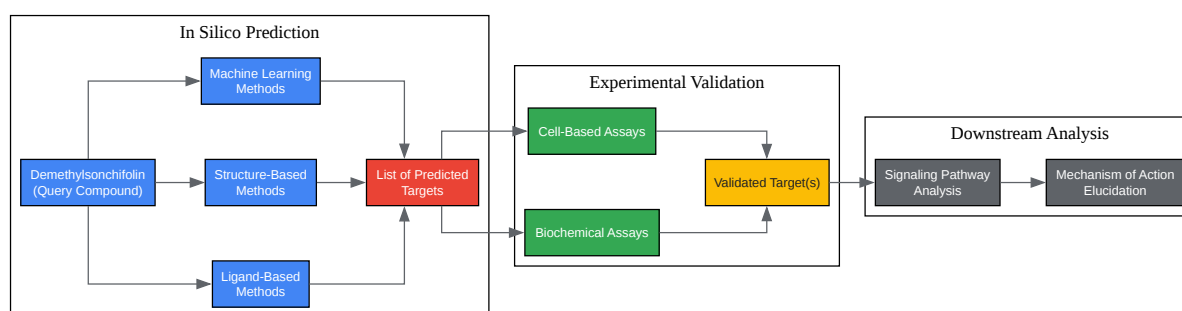 In Silico Prediction
Machine Learning
Methods
Demethylsonchifolin
(Query Compound)
Structure-Based
Methods
List of Predicted
Targets
Ligand-Based
Methods
Experimental Validation
Cell-Based Assays
Validated Target(s)
Biochemical Assays
Downstream Analysis
Signaling Pathway
Analysis
Mechanism of Action
Elucidation